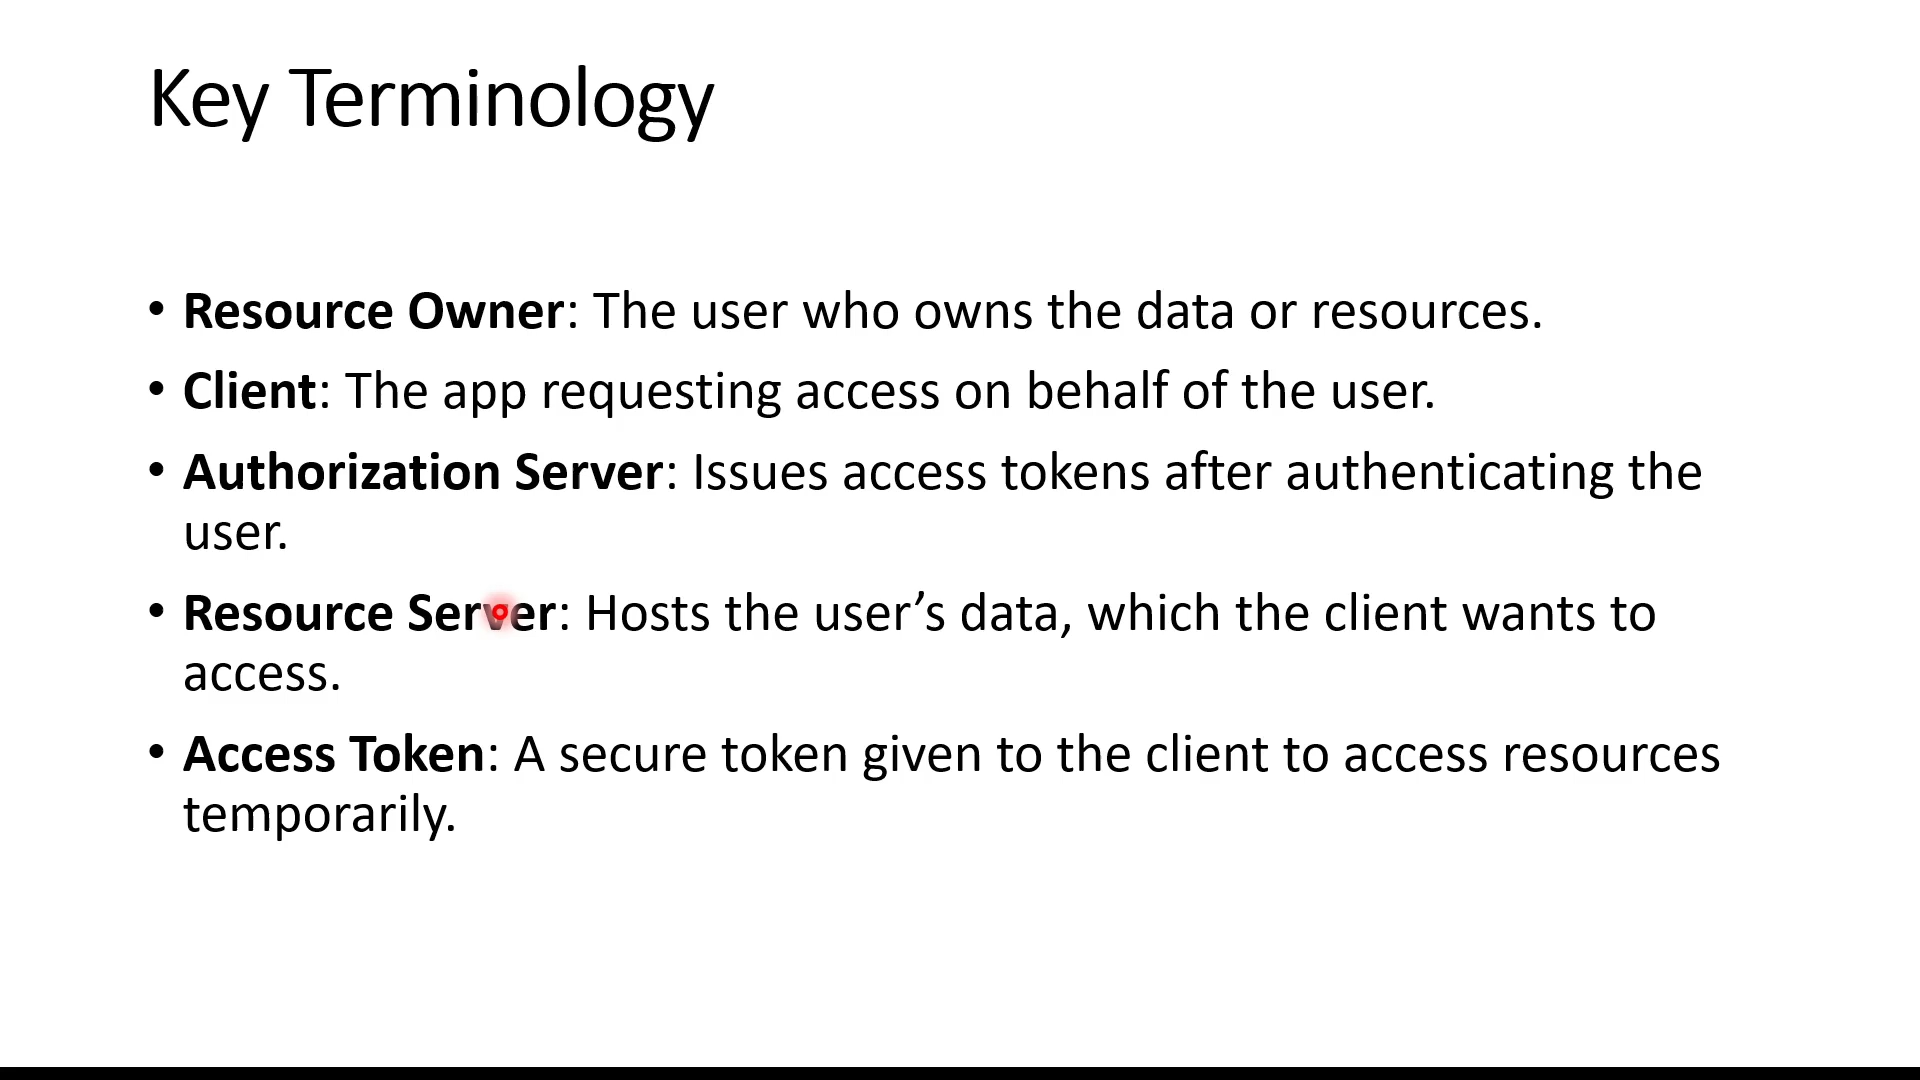 Key Terminology
• Resource Owner: The user who owns the data or resources.
• Client: The app requesting access on behalf of the user.
• Authorization Server: Issues access tokens after authenticating the
user.
• Resource Server: Hosts the user’s data, which the client wants to
access.
• Access Token: A secure token given to the client to access resources
temporarily.